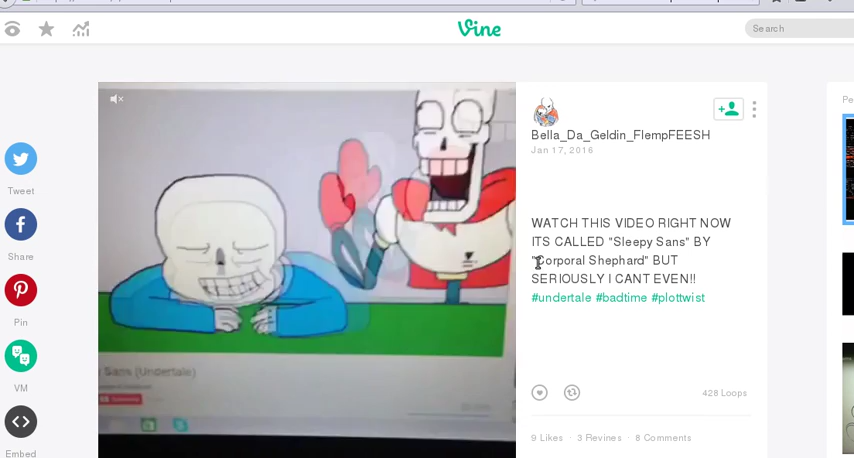 Vine
Search
Bella_Da_Geldin_FlempFEESH
Jan 17, 2016
WATCH THIS VIDEO RIGHT NOW
ITS CALLED "Sleepy Sans" BY
"Corporal Shephard" BUT
SERIOUSLY I CANT EVEN!!
#undertale #badtime #plottwist
428 Loops
9 Likes · 3 Revines · 8 Comments
Tweet
Share
Pin
VM
Embed
Sans (Undertale)
Pe